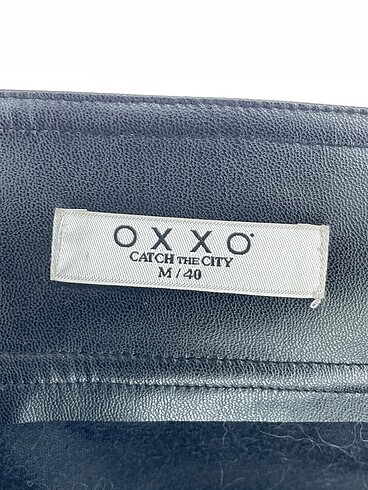 OXXO
CATCH THE CITY
M / 40